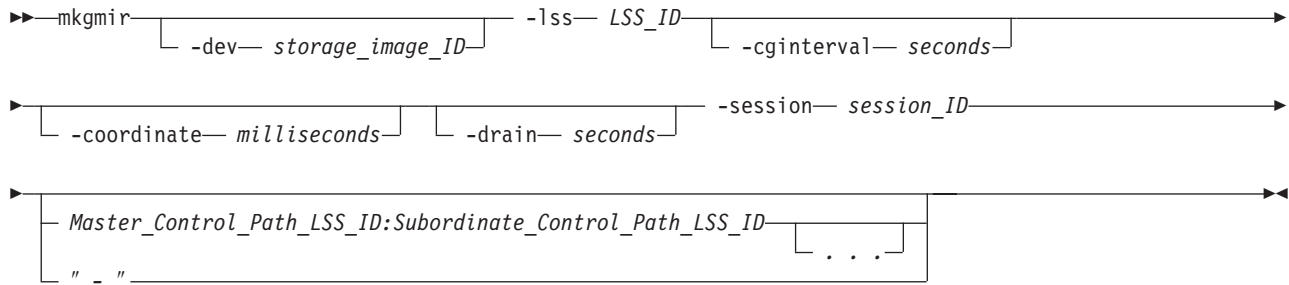 mkgmir -lss LSS_ID
-dev storage_image_ID -cginterval seconds
-session session_ID
-coordinate milliseconds -drain seconds
Master_Control_Path_LSS_ID:Subordinate_Control_Path_LSS_ID
. . .
" - "